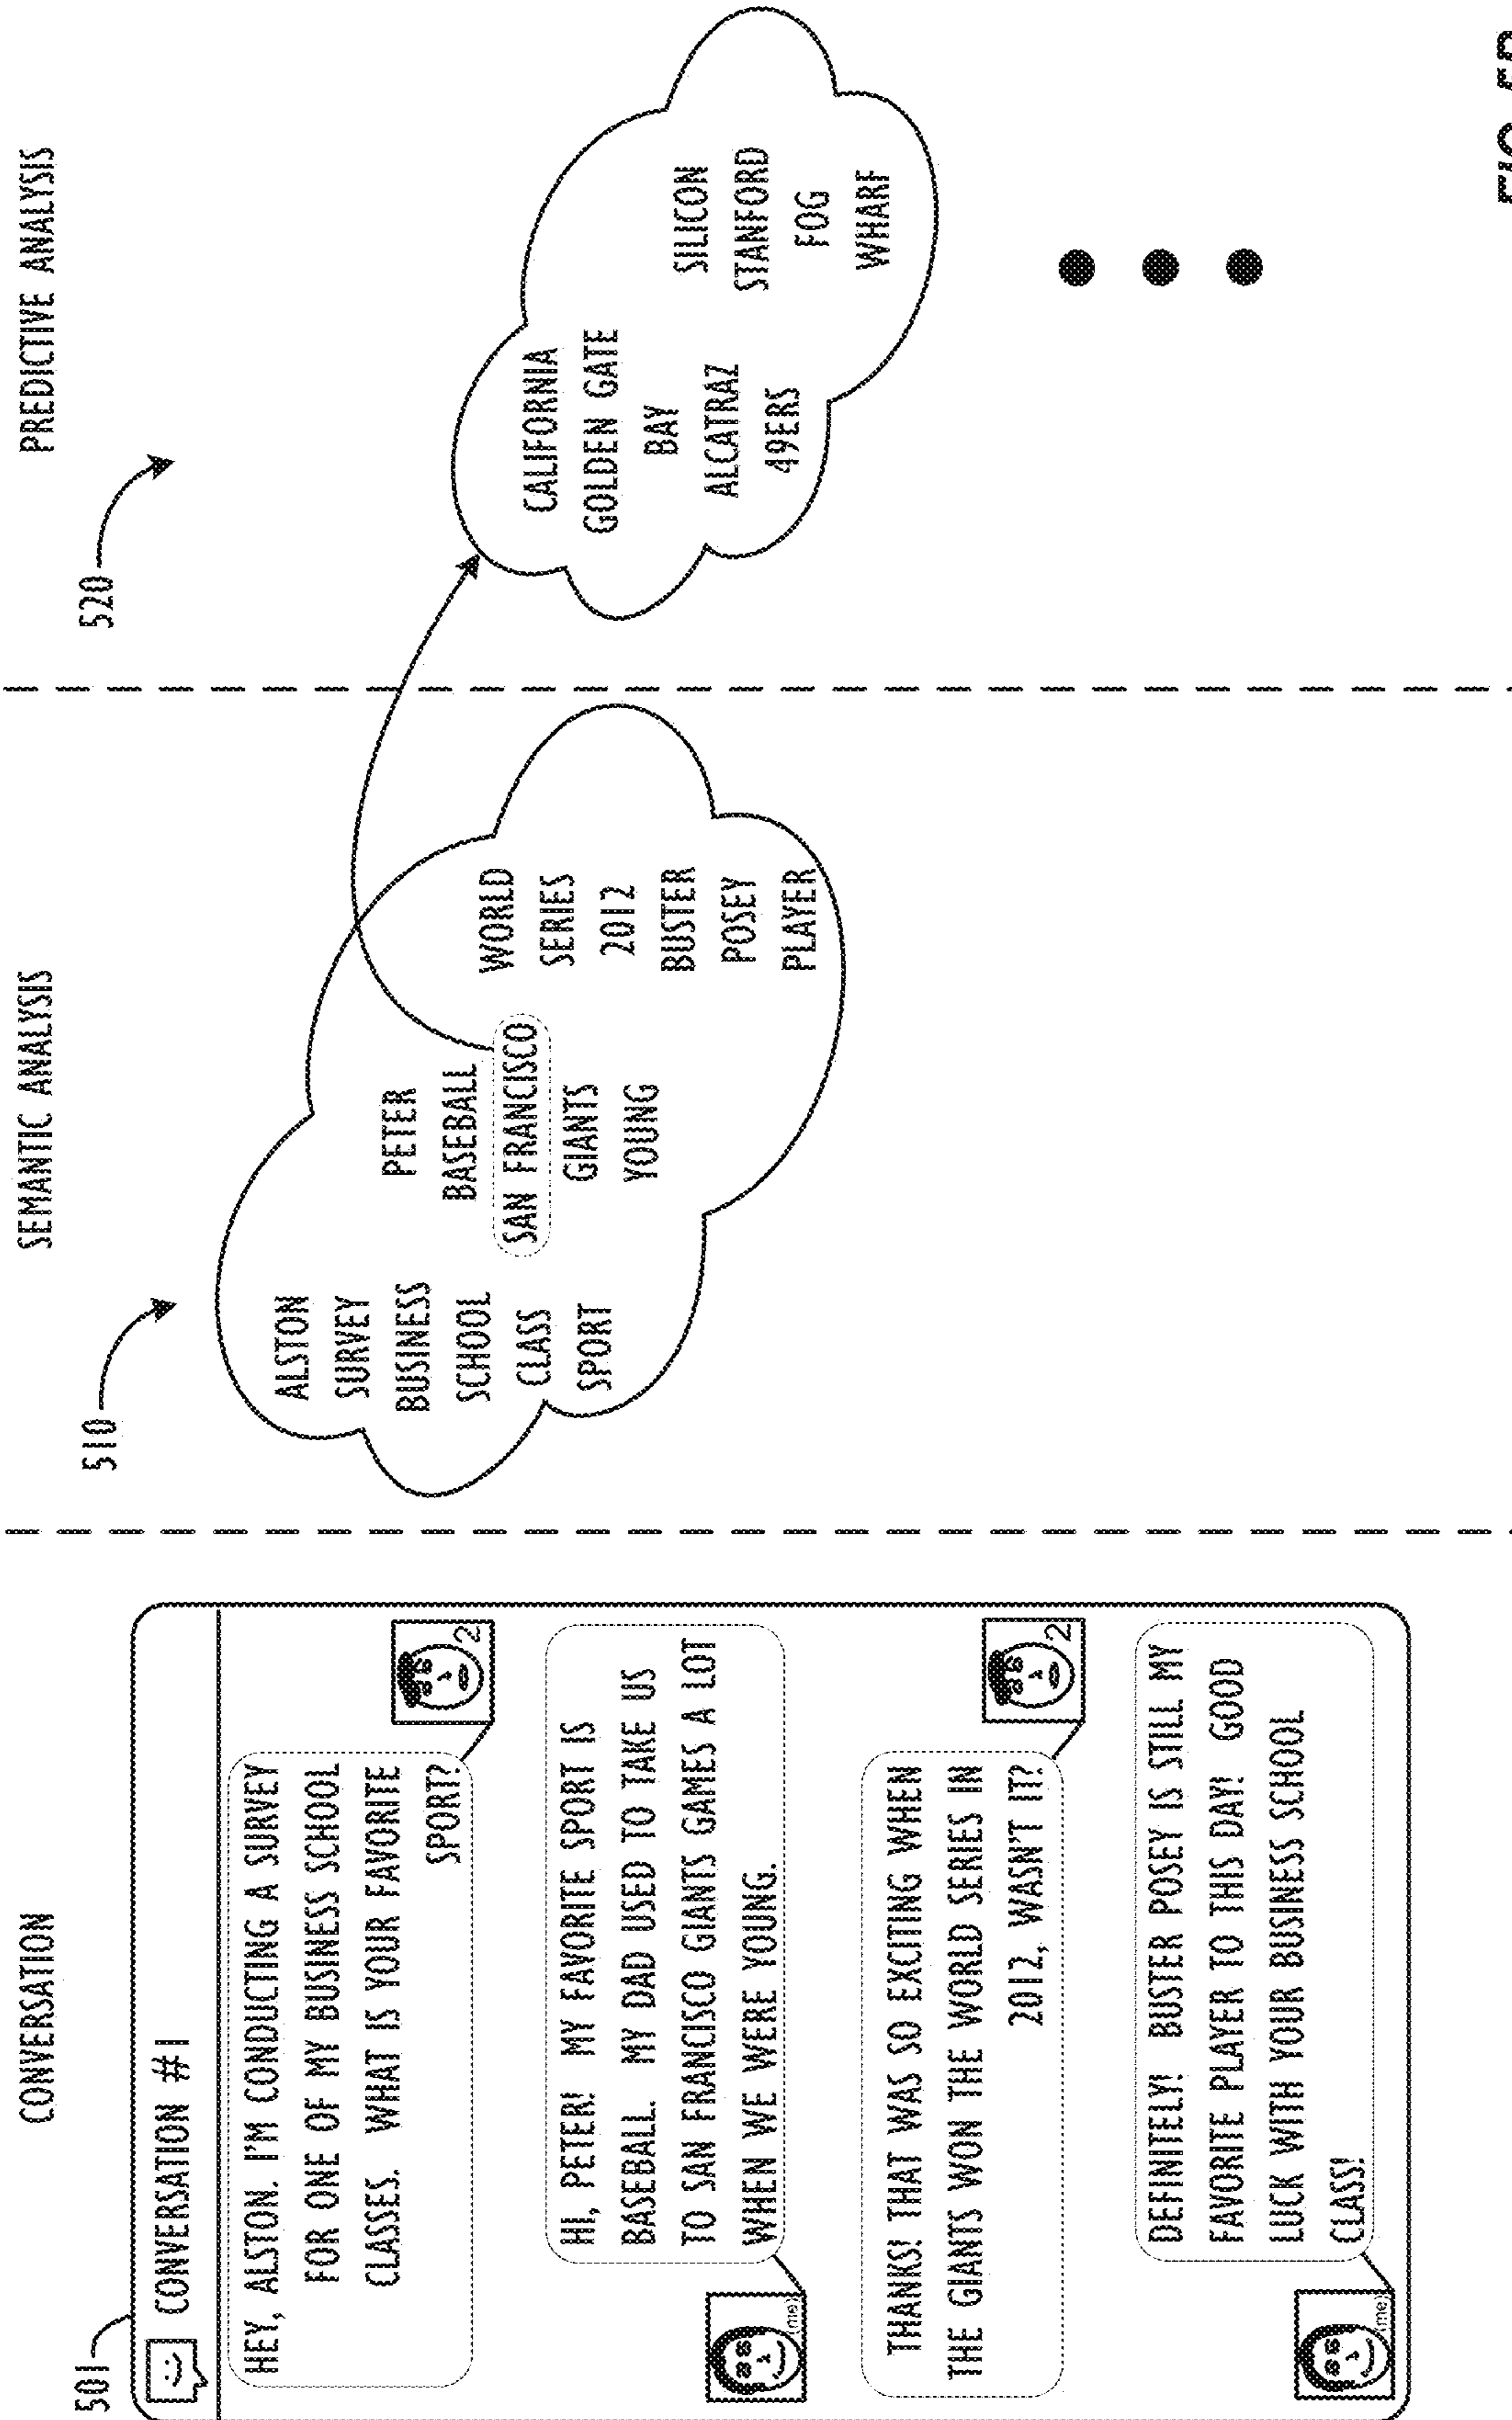 CONVERSATION
501
CONVERSATION #1
HEY, ALSTON. I'M CONDUCTING A SURVEY
FOR ONE OF MY BUSINESS SCHOOL
CLASSES. WHAT IS YOUR FAVORITE
SPORT?
2
HI, PETER! MY FAVORITE SPORT IS
BASEBALL. MY DAD USED TO TAKE US
TO SAN FRANCISCO GIANTS GAMES A LOT
WHEN WE WERE YOUNG.
(me)
THANKS! THAT WAS SO EXCITING WHEN
THE GIANTS WON THE WORLD SERIES IN
2012, WASN'T IT?
2
DEFINITELY! BUSTER POSEY IS STILL MY
FAVORITE PLAYER TO THIS DAY! GOOD
LUCK WITH YOUR BUSINESS SCHOOL
CLASS!
(me)
SEMANTIC ANALYSIS
510
ALSTON
SURVEY
BUSINESS
SCHOOL
CLASS
SPORT
PETER
BASEBALL
SAN FRANCISCO
GIANTS
YOUNG
WORLD
SERIES
2012
BUSTER
POSEY
PLAYER
PREDICTIVE ANALYSIS
520
CALIFORNIA
GOLDEN GATE
BAY
ALCATRAZ
49ERS
SILICON
STANFORD
FOG
WHARF